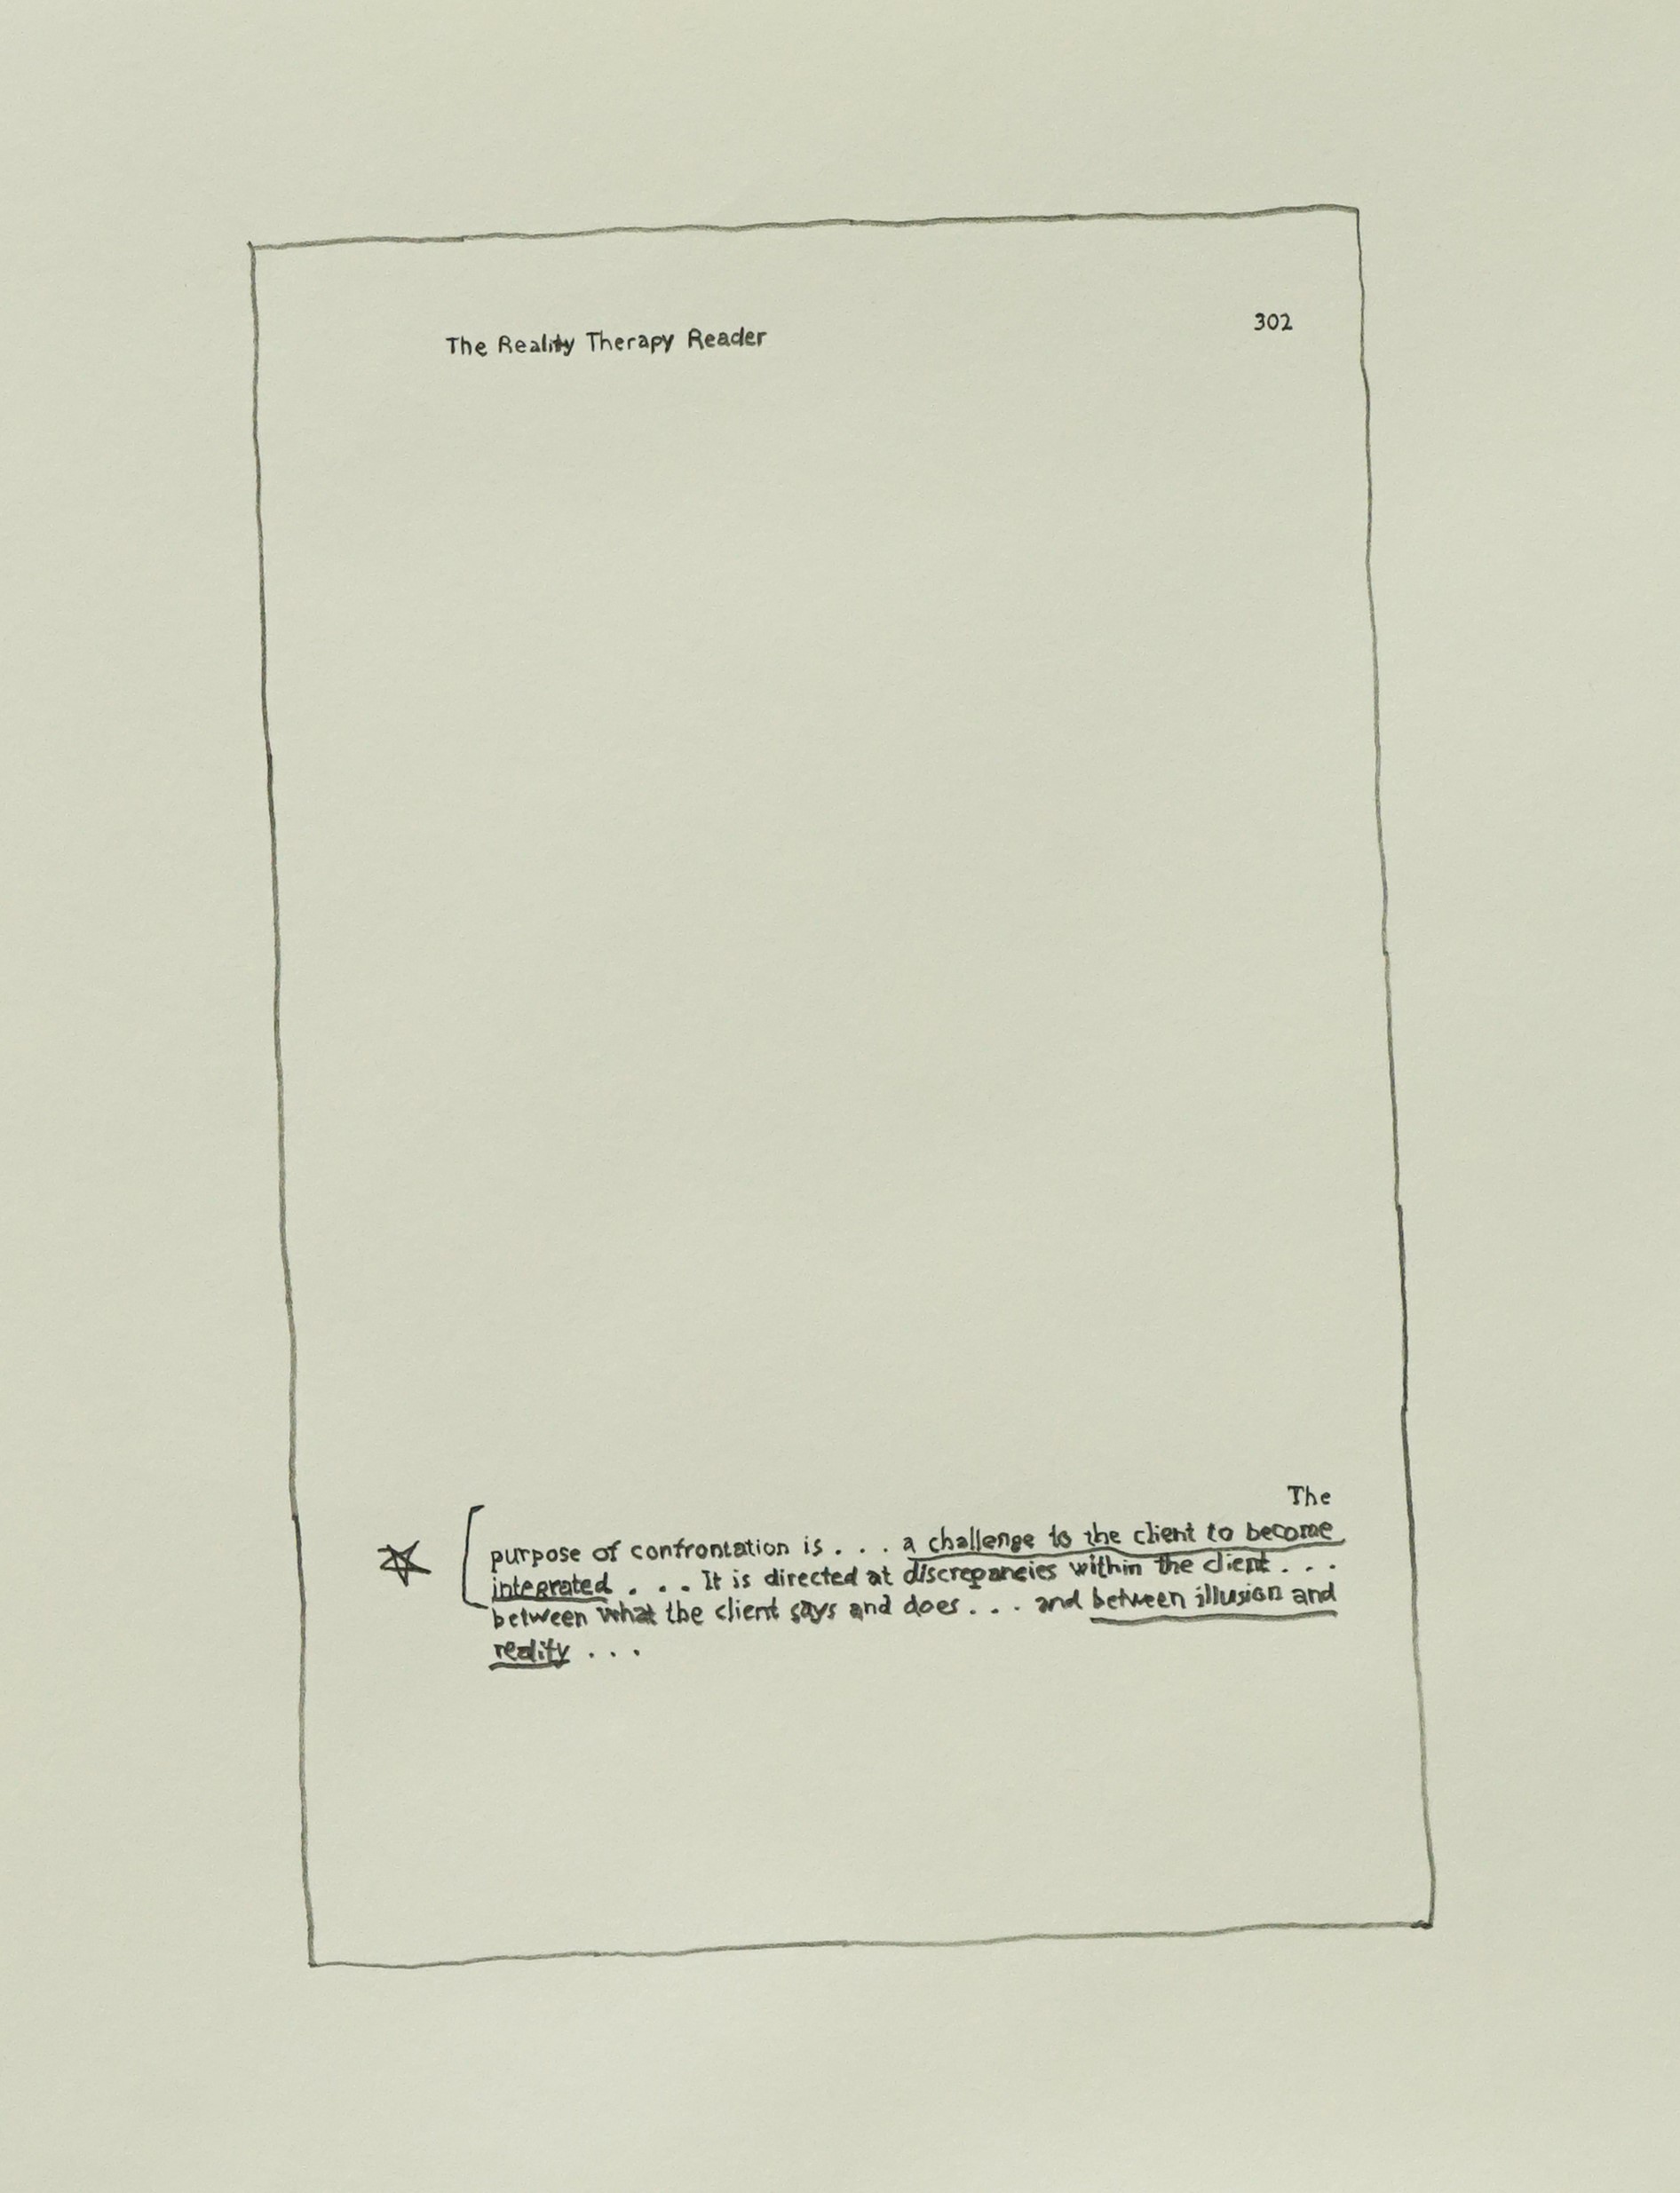 The Reality Therapy Reader 302
The
purpose of confrontation is . . . a challenge to the client to become
integrated . . . It is directed at discrepancies within the client . . .
between what the client says and does . . . and between illusion and
reality . . .